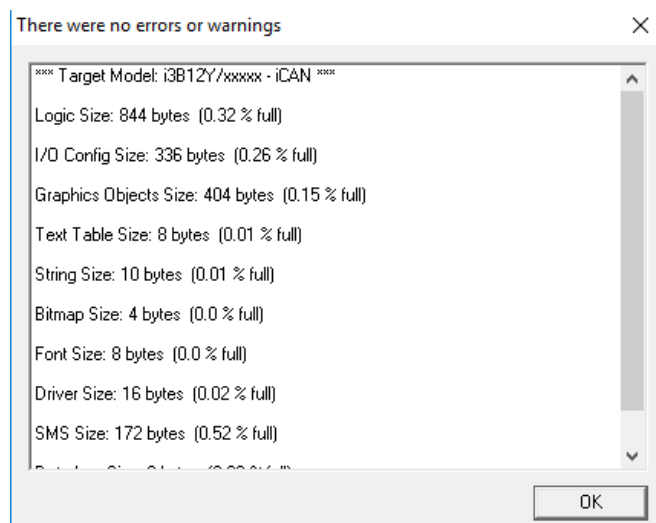 There were no errors or warnings
*** Target Model: i3B12Y/xxxxx - iCAN ***
Logic Size: 844 bytes (0.32 % full)
I/O Config Size: 336 bytes (0.26 % full)
Graphics Objects Size: 404 bytes (0.15 % full)
Text Table Size: 8 bytes (0.01 % full)
String Size: 10 bytes (0.01 % full)
Bitmap Size: 4 bytes (0.0 % full)
Font Size: 8 bytes (0.0 % full)
Driver Size: 16 bytes (0.02 % full)
SMS Size: 172 bytes (0.52 % full)
OK